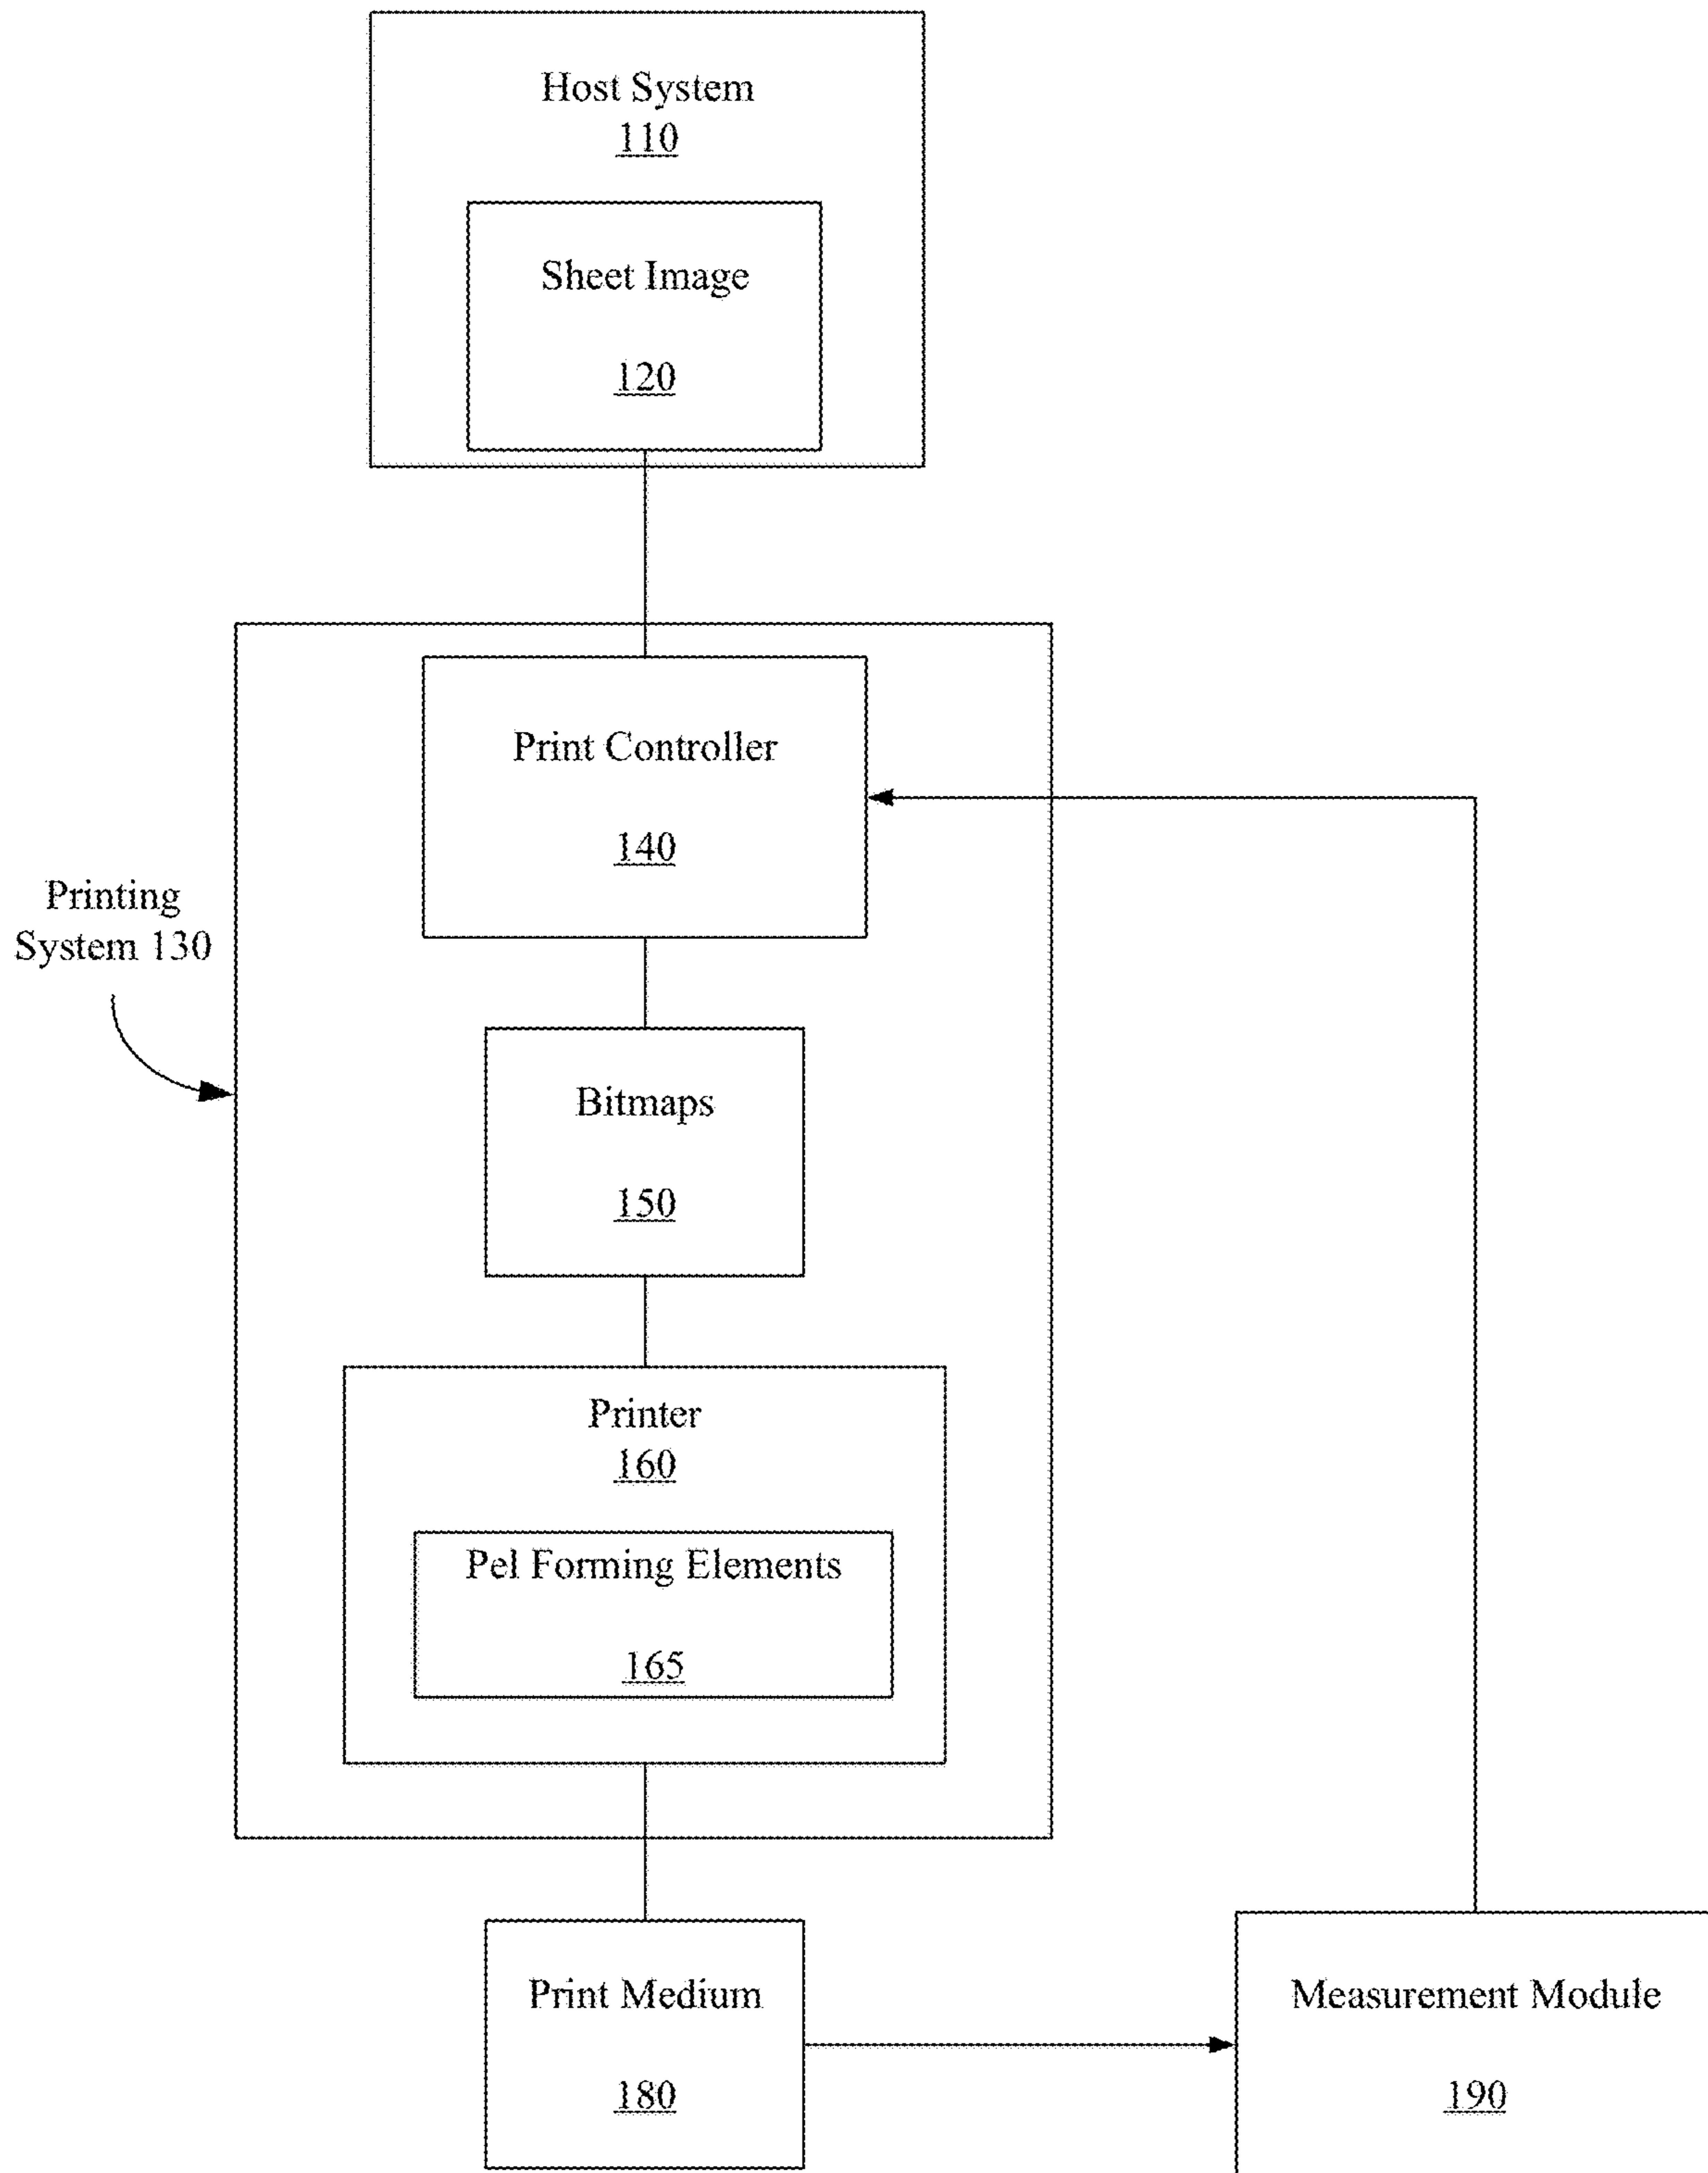 Host System
110
Sheet Image
120
Print Controller
140
Printing
System 130
Bitmaps
150
Printer
160
Pel Forming Elements
165
Print Medium
180
Measurement Module
190